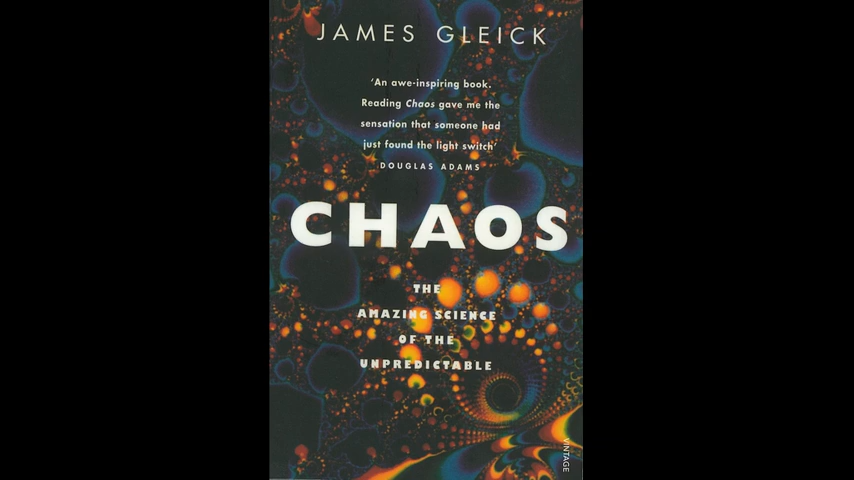 JAMES GLEICK
‘An awe-inspiring book.
Reading Chaos gave me the
sensation that someone had
just found the light switch’
DOUGLAS ADAMS
CHAOS
THE
AMAZING SCIENCE
OF THE
UNPREDICTABLE
VINTAGE